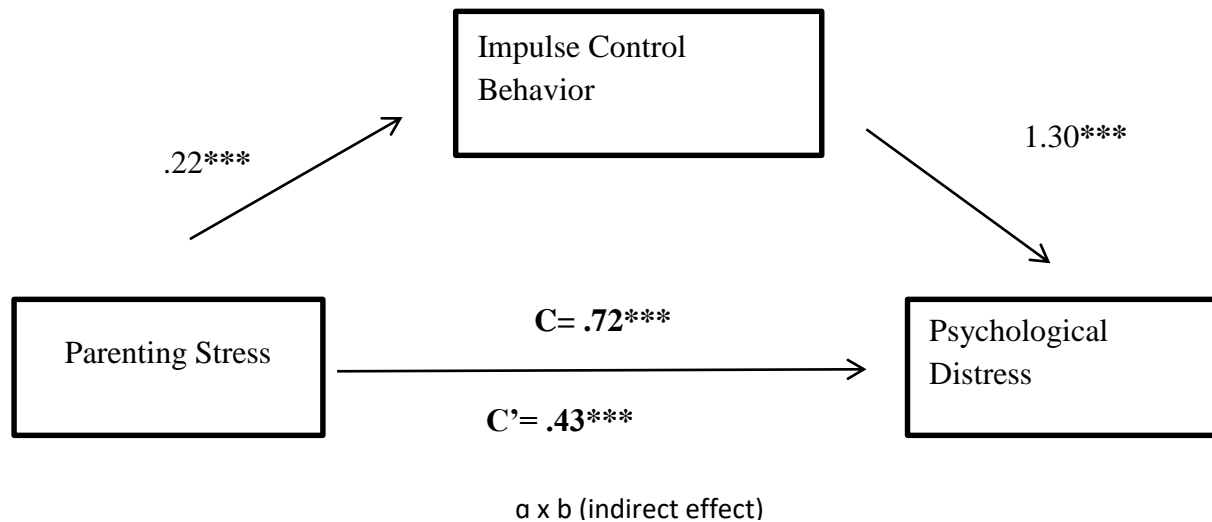 Impulse Control
Behavior
.22***
1.30***
C= .72***
Parenting Stress
Psychological
Distress
C’= .43***
a x b (indirect effect)